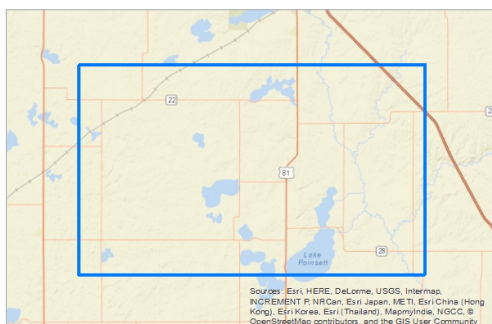 22
2
81
Lake
Poinsett
28
Sources: Esri, HERE, DeLorme, USGS, Intermap,
INCREMENT P, NRCan, Esri Japan, METI, Esri China (Hong
Kong), Esri Korea, Esri (Thailand), MapmyIndia, NGCC, ©
OpenStreetMap contributors, and the GIS User Community